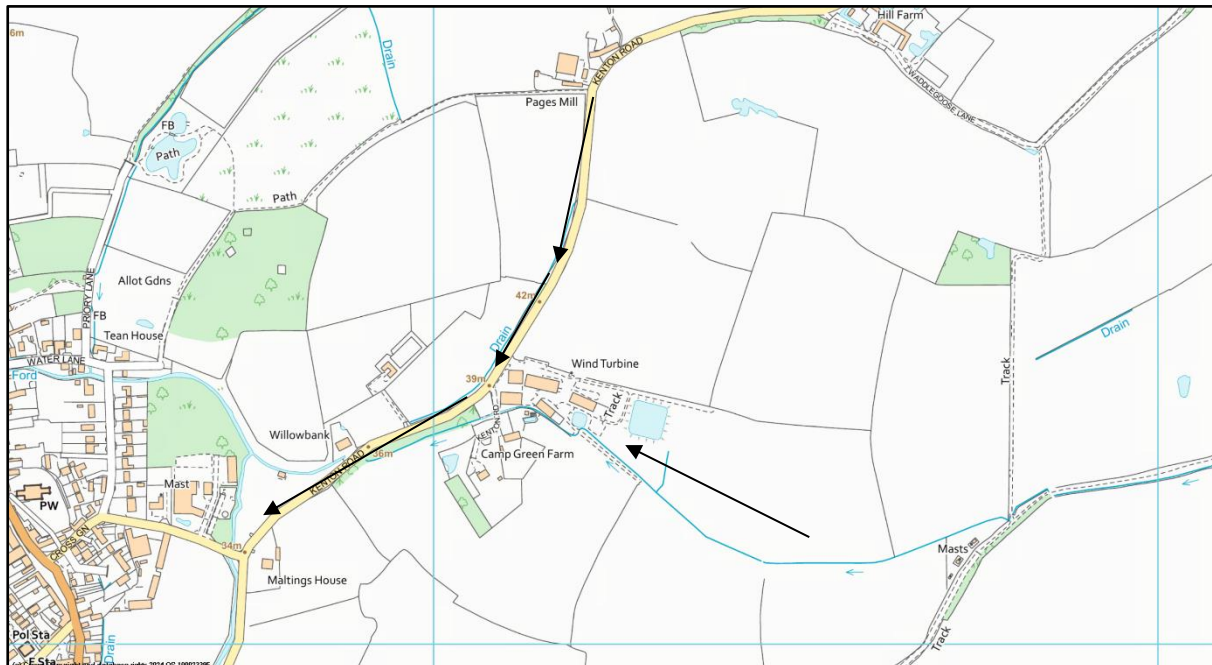 6m
Hill Farm
Drain
KENTON ROAD
WADDLEGOOSE LANE
Pages Mill
FB
Path
Path
PRIORY LANE
Allot Gdns
42m
FB
Tean House
Drain
Drain
WATER LANE
Wind Turbine
Ford
39m
Track
Track
KENTON RD
Willowbank
36m
Camp Green Farm
KENTON ROAD
Mast
PW
CROSS GN
34m
Masts
Maltings House
Pol Sta
Drain
Track
F Sta